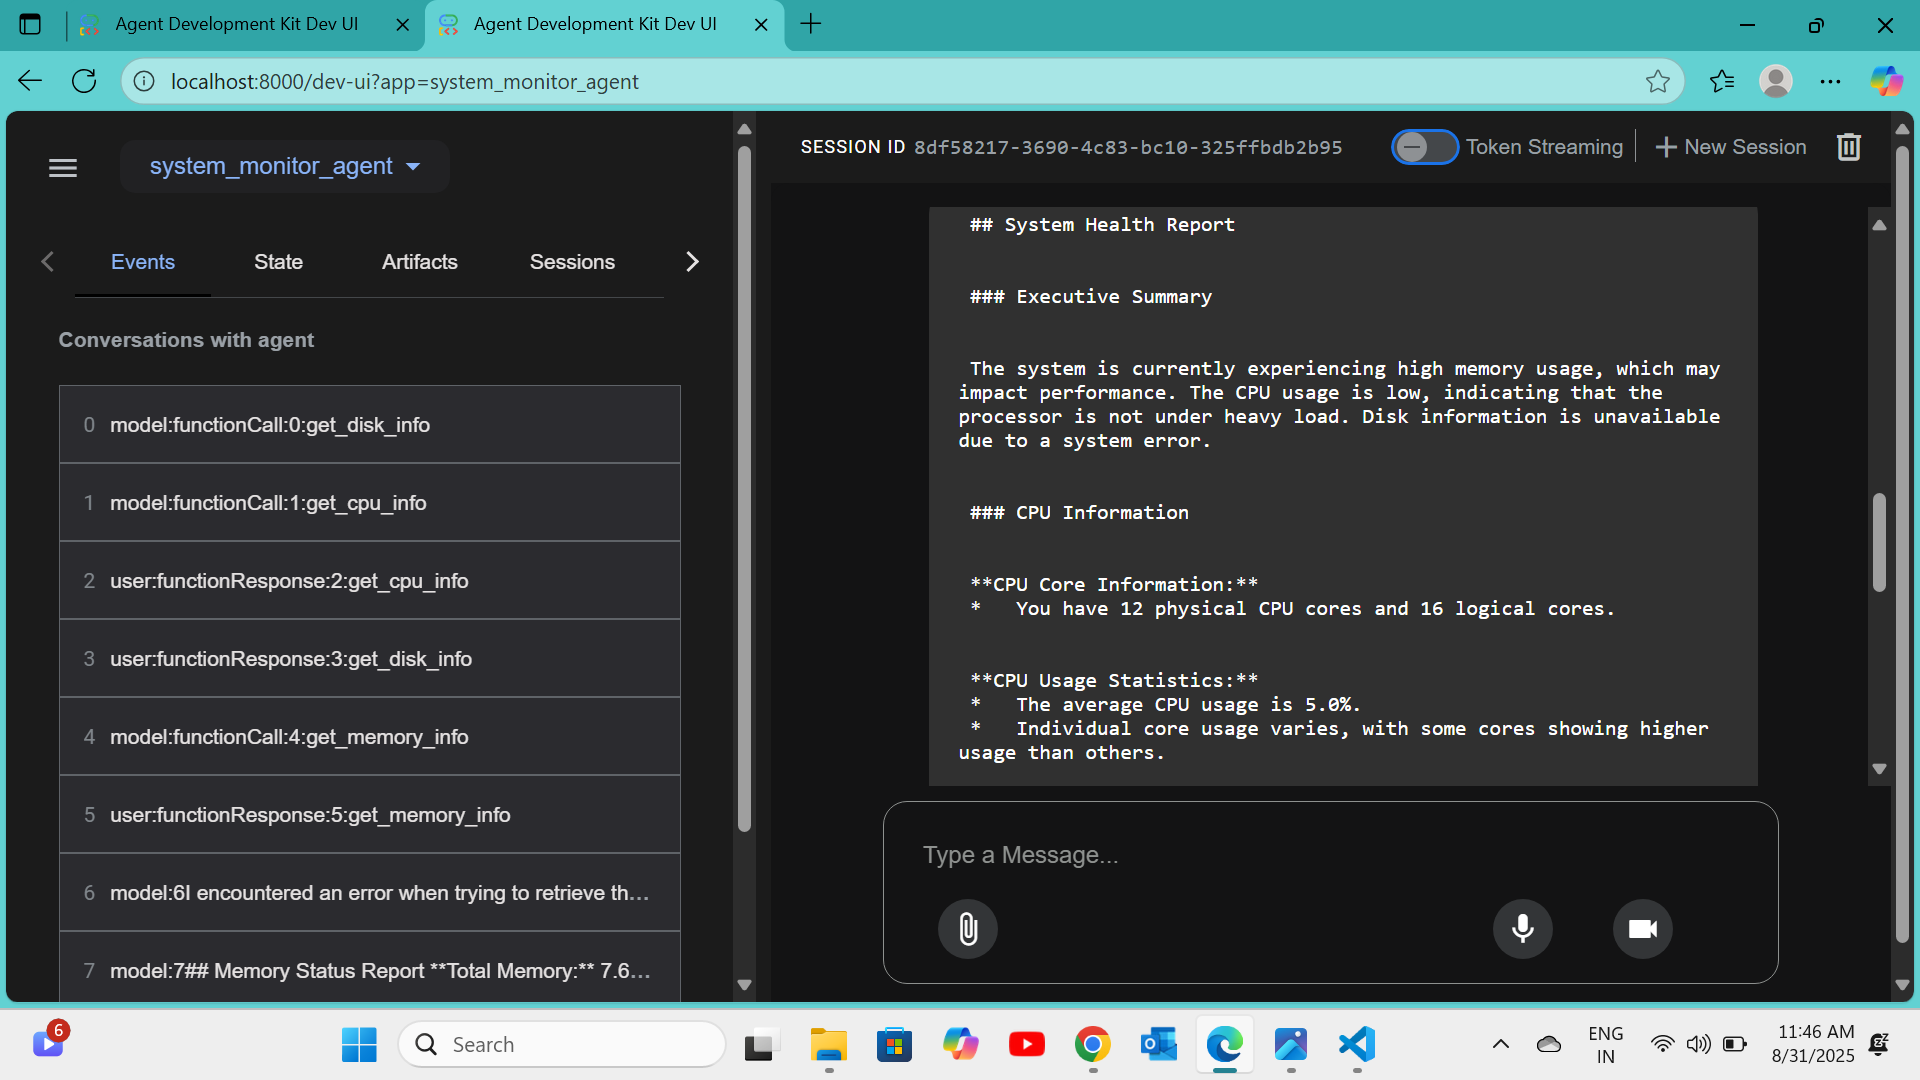 Agent Development Kit Dev UI
Agent Development Kit Dev UI
localhost:8000/dev-ui?app=system_monitor_agent
system_monitor_agent
SESSION ID 8df58217-3690-4c83-bc10-325ffbdb2b95
Token Streaming
New Session
Events
State
Artifacts
Sessions
Conversations with agent
0 model:functionCall:0:get_disk_info
1 model:functionCall:1:get_cpu_info
2 user:functionResponse:2:get_cpu_info
3 user:functionResponse:3:get_disk_info
4 model:functionCall:4:get_memory_info
5 user:functionResponse:5:get_memory_info
6 model:6I encountered an error when trying to retrieve th...
7 model:7## Memory Status Report **Total Memory:** 7.6...
## System Health Report
### Executive Summary
The system is currently experiencing high memory usage, which may
impact performance. The CPU usage is low, indicating that the
processor is not under heavy load. Disk information is unavailable
due to a system error.
### CPU Information
**CPU Core Information:**
* You have 12 physical CPU cores and 16 logical cores.
**CPU Usage Statistics:**
* The average CPU usage is 5.0%.
* Individual core usage varies, with some cores showing higher
usage than others.
Type a Message...
6
Search
ENG
IN
11:46 AM
8/31/2025